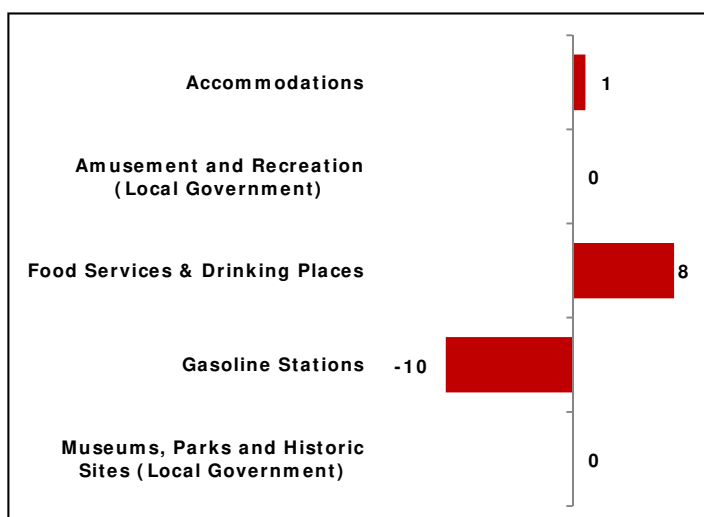 Accommodations
1
Amusement and Recreation
(Local Government)
0
Food Services & Drinking Places
8
Gasoline Stations
-10
Museums, Parks and Historic
Sites (Local Government)
0